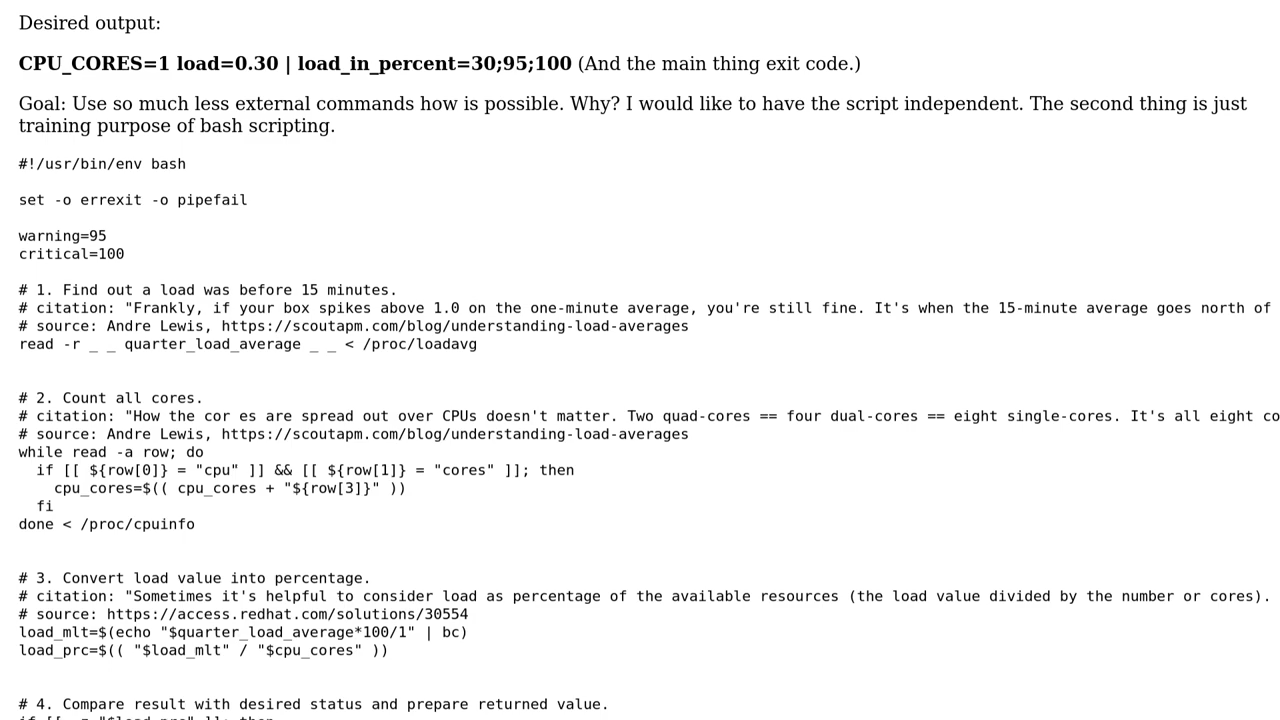 Desired output:
CPU_CORES=1 load=0.30 | load_in_percent=30;95;100 (And the main thing exit code.)
Goal: Use so much less external commands how is possible. Why? I would like to have the script independent. The second thing is just
training purpose of bash scripting.
#!/usr/bin/env bash
set -o errexit -o pipefail
warning=95
critical=100
# 1. Find out a load was before 15 minutes.
# citation: "Frankly, if your box spikes above 1.0 on the one-minute average, you're still fine. It's when the 15-minute average goes north of
# source: Andre Lewis, https://scoutapm.com/blog/understanding-load-averages
read -r _ _ quarter_load_average _ _ < /proc/loadavg
# 2. Count all cores.
# citation: "How the cor es are spread out over CPUs doesn't matter. Two quad-cores == four dual-cores == eight single-cores. It's all eight co
# source: Andre Lewis, https://scoutapm.com/blog/understanding-load-averages
while read -a row; do
  if [[ ${row[0]} = "cpu" ]] && [[ ${row[1]} = "cores" ]]; then
    cpu_cores=$(( cpu_cores + "${row[3]}" ))
  fi
done < /proc/cpuinfo
# 3. Convert load value into percentage.
# citation: "Sometimes it's helpful to consider load as percentage of the available resources (the load value divided by the number or cores).
# source: https://access.redhat.com/solutions/30554
load_mlt=$(echo "$quarter_load_average*100/1" | bc)
load_prc=$(( "$load_mlt" / "$cpu_cores" ))
# 4. Compare result with desired status and prepare returned value.